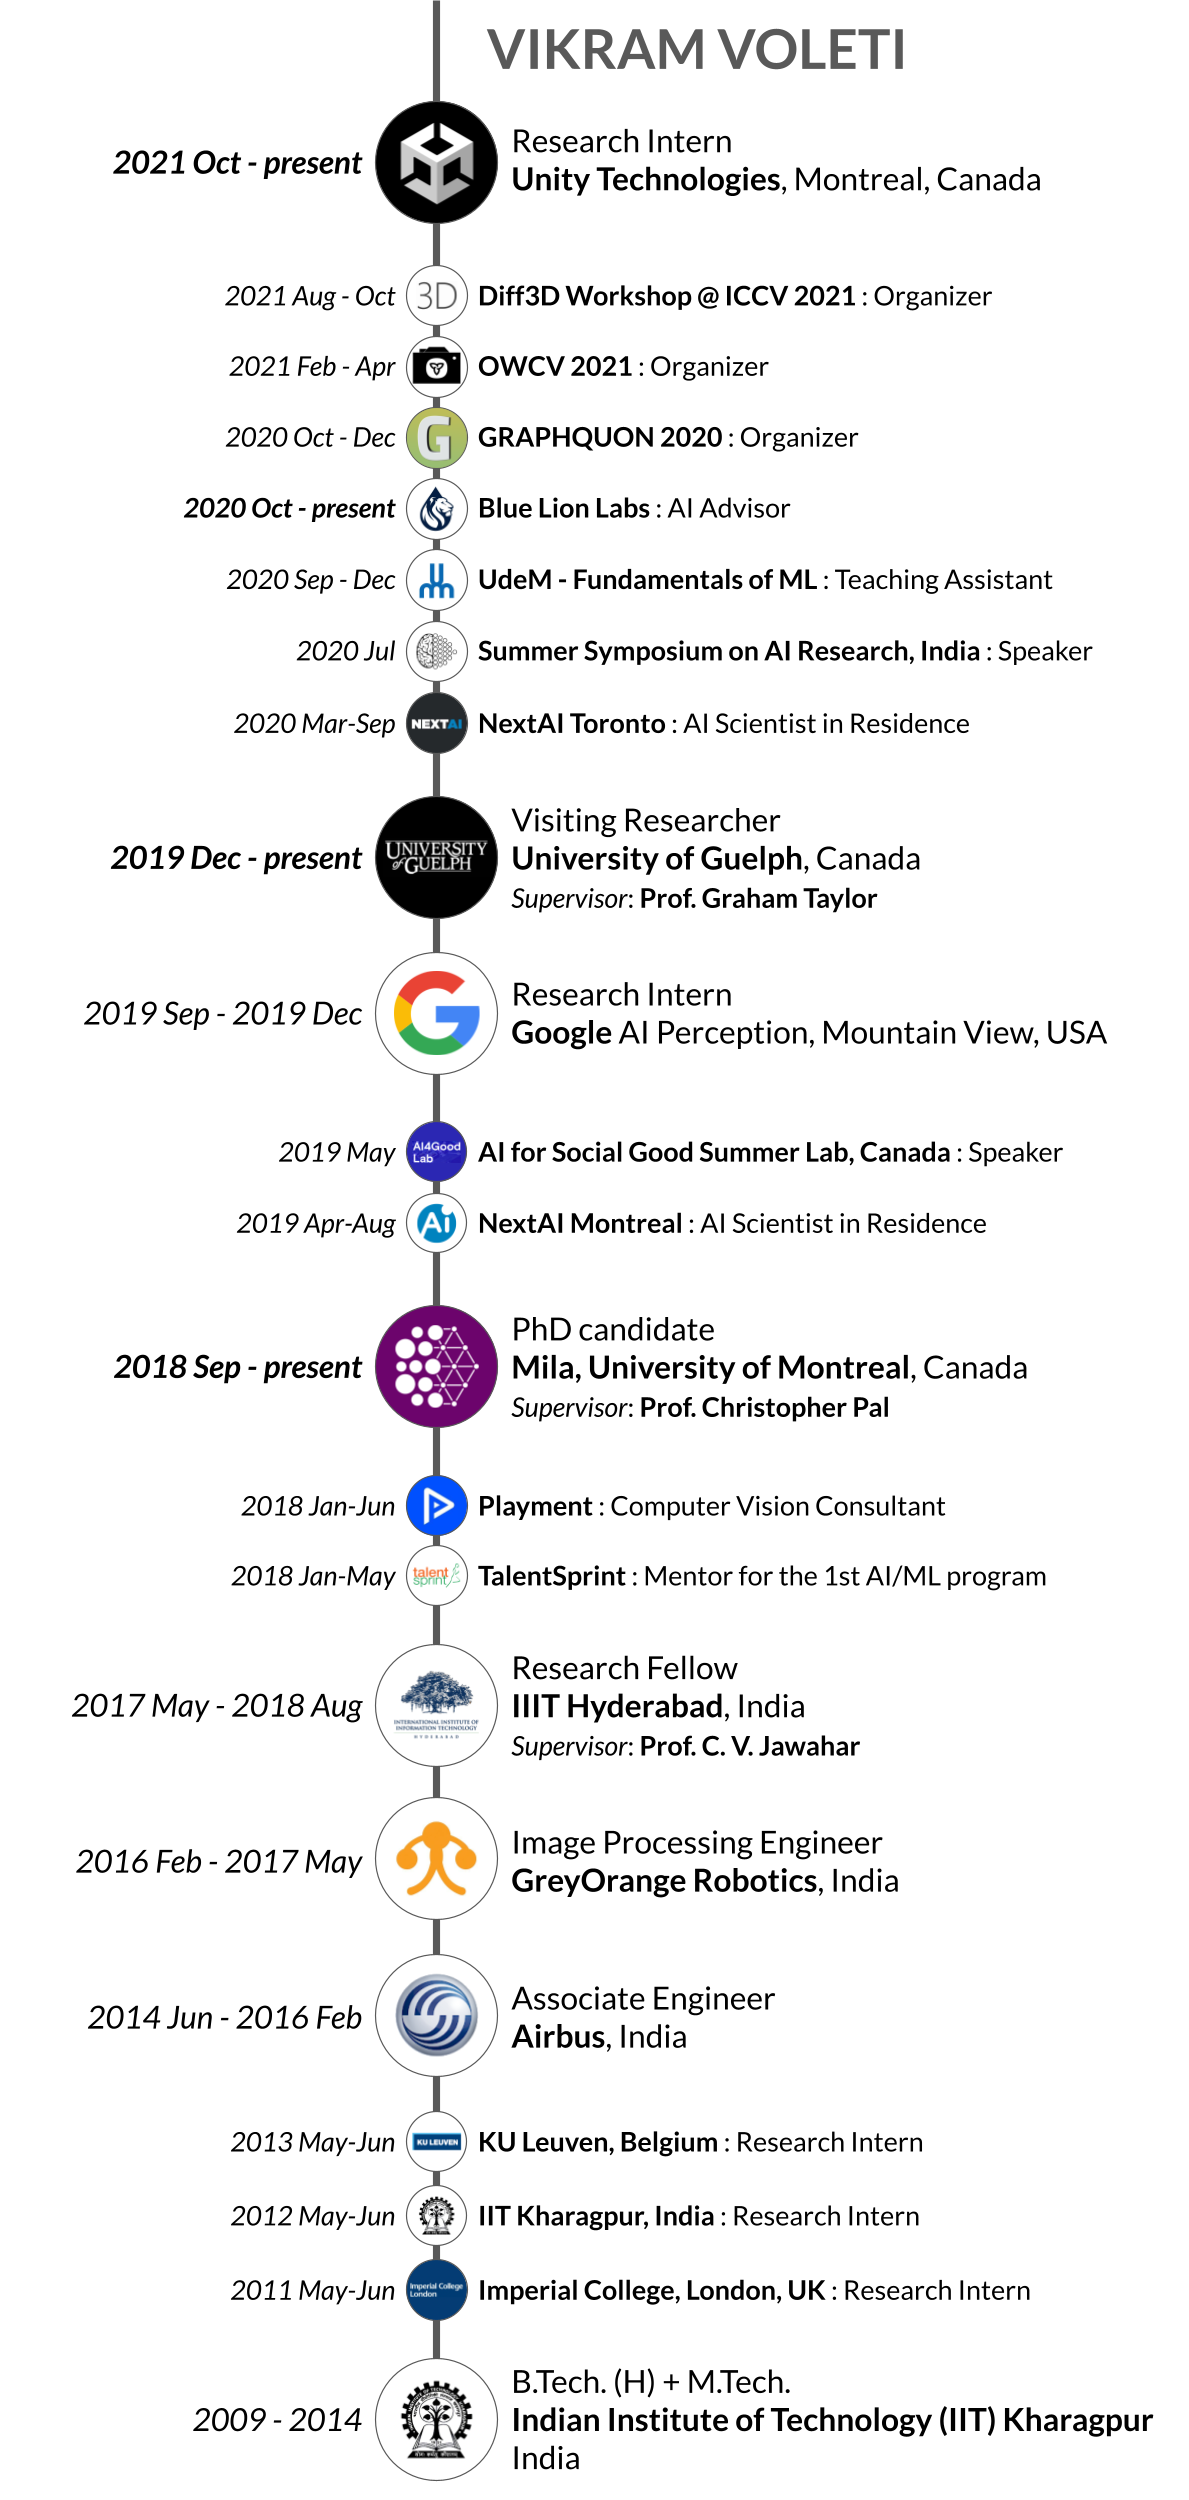 VIKRAM VOLETI
2021 Oct - present
Research Intern
Unity Technologies, Montreal, Canada
2021 Aug - Oct 3D Diff3D Workshop @ ICCV 2021 : Organizer
2021 Feb - Apr OWCV 2021 : Organizer
2020 Oct - Dec G GRAPHQUON 2020 : Organizer
2020 Oct - present Blue Lion Labs : AI Advisor
2020 Sep - Dec UdeM - Fundamentals of ML : Teaching Assistant
2020 Jul Summer Symposium on AI Research, India : Speaker
2020 Mar-Sep NEXTAI NextAI Toronto : AI Scientist in Residence
2019 Dec - present
UNIVERSITY
of GUELPH
Visiting Researcher
University of Guelph, Canada
Supervisor: Prof. Graham Taylor
2019 Sep - 2019 Dec
G
Research Intern
Google AI Perception, Mountain View, USA
2019 May
AI4Good
Lab
AI for Social Good Summer Lab, Canada : Speaker
2019 Apr-Aug Ai NextAI Montreal : AI Scientist in Residence
2018 Sep - present
PhD candidate
Mila, University of Montreal, Canada
Supervisor: Prof. Christopher Pal
2018 Jan-Jun Playment : Computer Vision Consultant
2018 Jan-May
talent
sprint
TalentSprint : Mentor for the 1st AI/ML program
2017 May - 2018 Aug
INTERNATIONAL INSTITUTE OF
INFORMATION TECHNOLOGY
HYDERABAD
Research Fellow
IIIT Hyderabad, India
Supervisor: Prof. C. V. Jawahar
2016 Feb - 2017 May
Image Processing Engineer
GreyOrange Robotics, India
2014 Jun - 2016 Feb
Associate Engineer
Airbus, India
2013 May-Jun KU LEUVEN KU Leuven, Belgium : Research Intern
2012 May-Jun IIT Kharagpur, India : Research Intern
2011 May-Jun
Imperial College
London
Imperial College, London, UK : Research Intern
2009 - 2014
B.Tech. (H) + M.Tech.
Indian Institute of Technology (IIT) Kharagpur
India